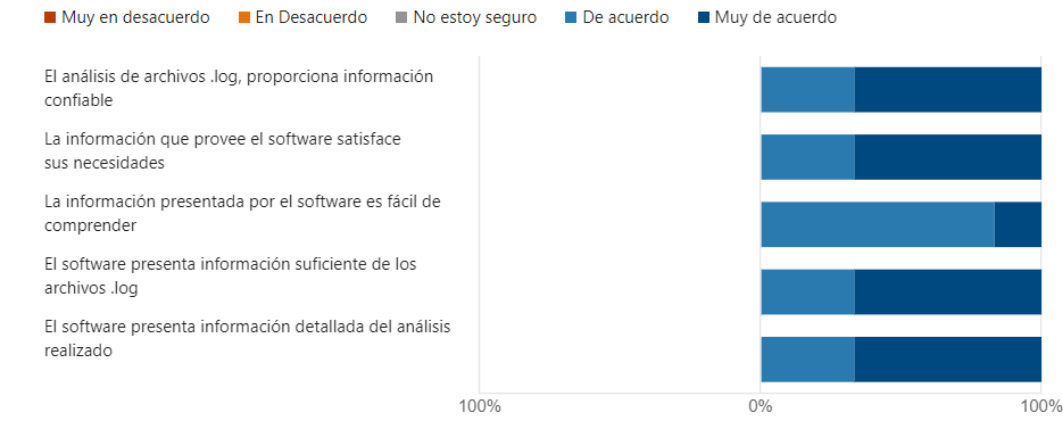 Muy en desacuerdo En Desacuerdo No estoy seguro De acuerdo Muy de acuerdo
El análisis de archivos .log, proporciona información
confiable
La información que provee el software satisface
sus necesidades
La información presentada por el software es fácil de
comprender
El software presenta información suficiente de los
archivos .log
El software presenta información detallada del análisis
realizado
100% 0% 100%